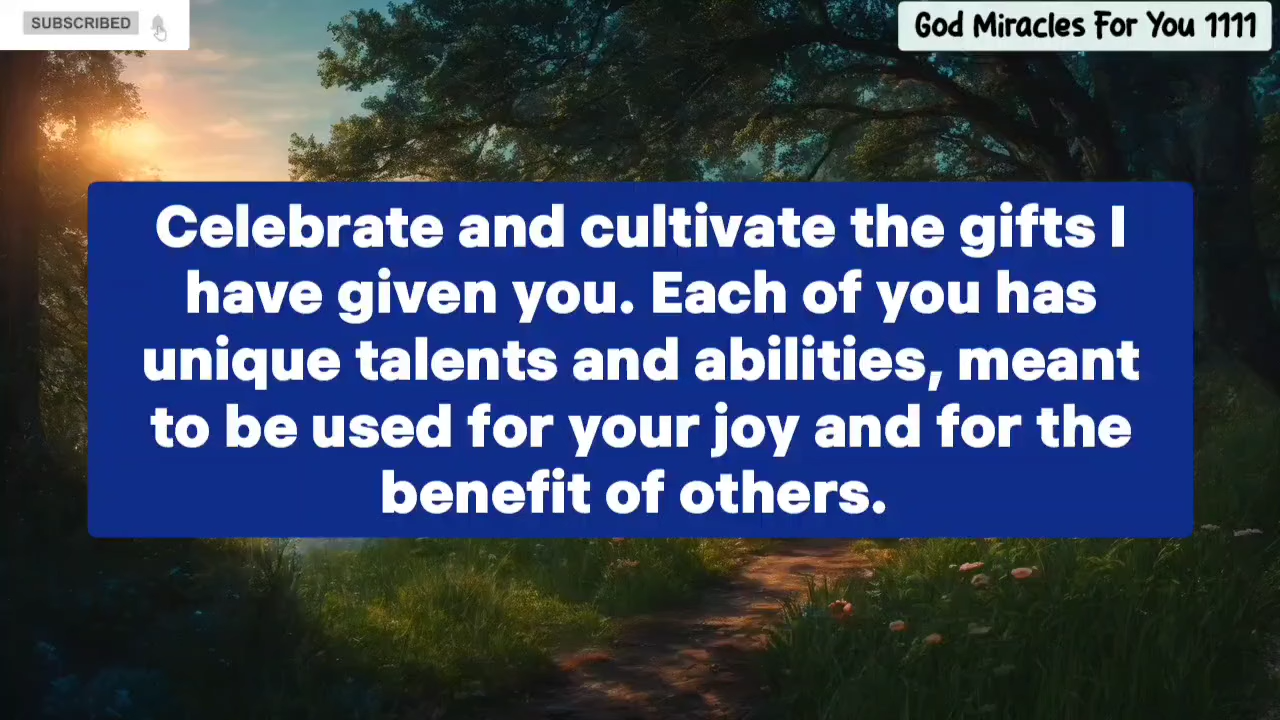 SUBSCRIBED
God Miracles For You 1111
Celebrate and cultivate the gifts I
have given you. Each of you has
unique talents and abilities, meant
to be used for your joy and for the
benefit of others.